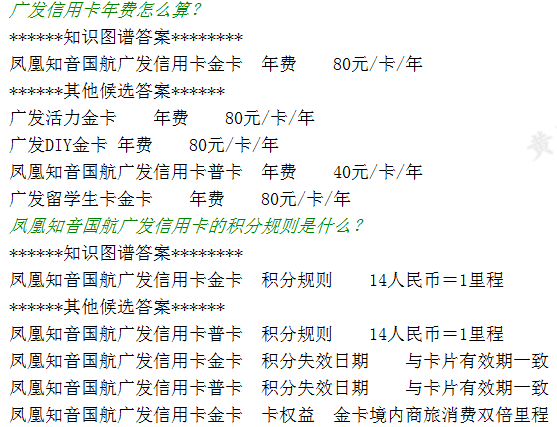 广发信用卡年费怎么算？
******知识图谱答案********
凤凰知音国航广发信用卡金卡 年费 80元/卡/年
******其他候选答案******
广发活力金卡 年费 80元/卡/年
广发DIY金卡 年费 80元/卡/年
凤凰知音国航广发信用卡普卡 年费 40元/卡/年
广发留学生卡金卡 年费 80元/卡/年
凤凰知音国航广发信用卡的积分规则是什么？
******知识图谱答案********
凤凰知音国航广发信用卡金卡 积分规则 14人民币＝1里程
******其他候选答案******
凤凰知音国航广发信用卡普卡 积分规则 14人民币＝1里程
凤凰知音国航广发信用卡金卡 积分失效日期 与卡片有效期一致
凤凰知音国航广发信用卡普卡 积分失效日期 与卡片有效期一致
凤凰知音国航广发信用卡金卡 卡权益 金卡境内商旅消费双倍里程
黄